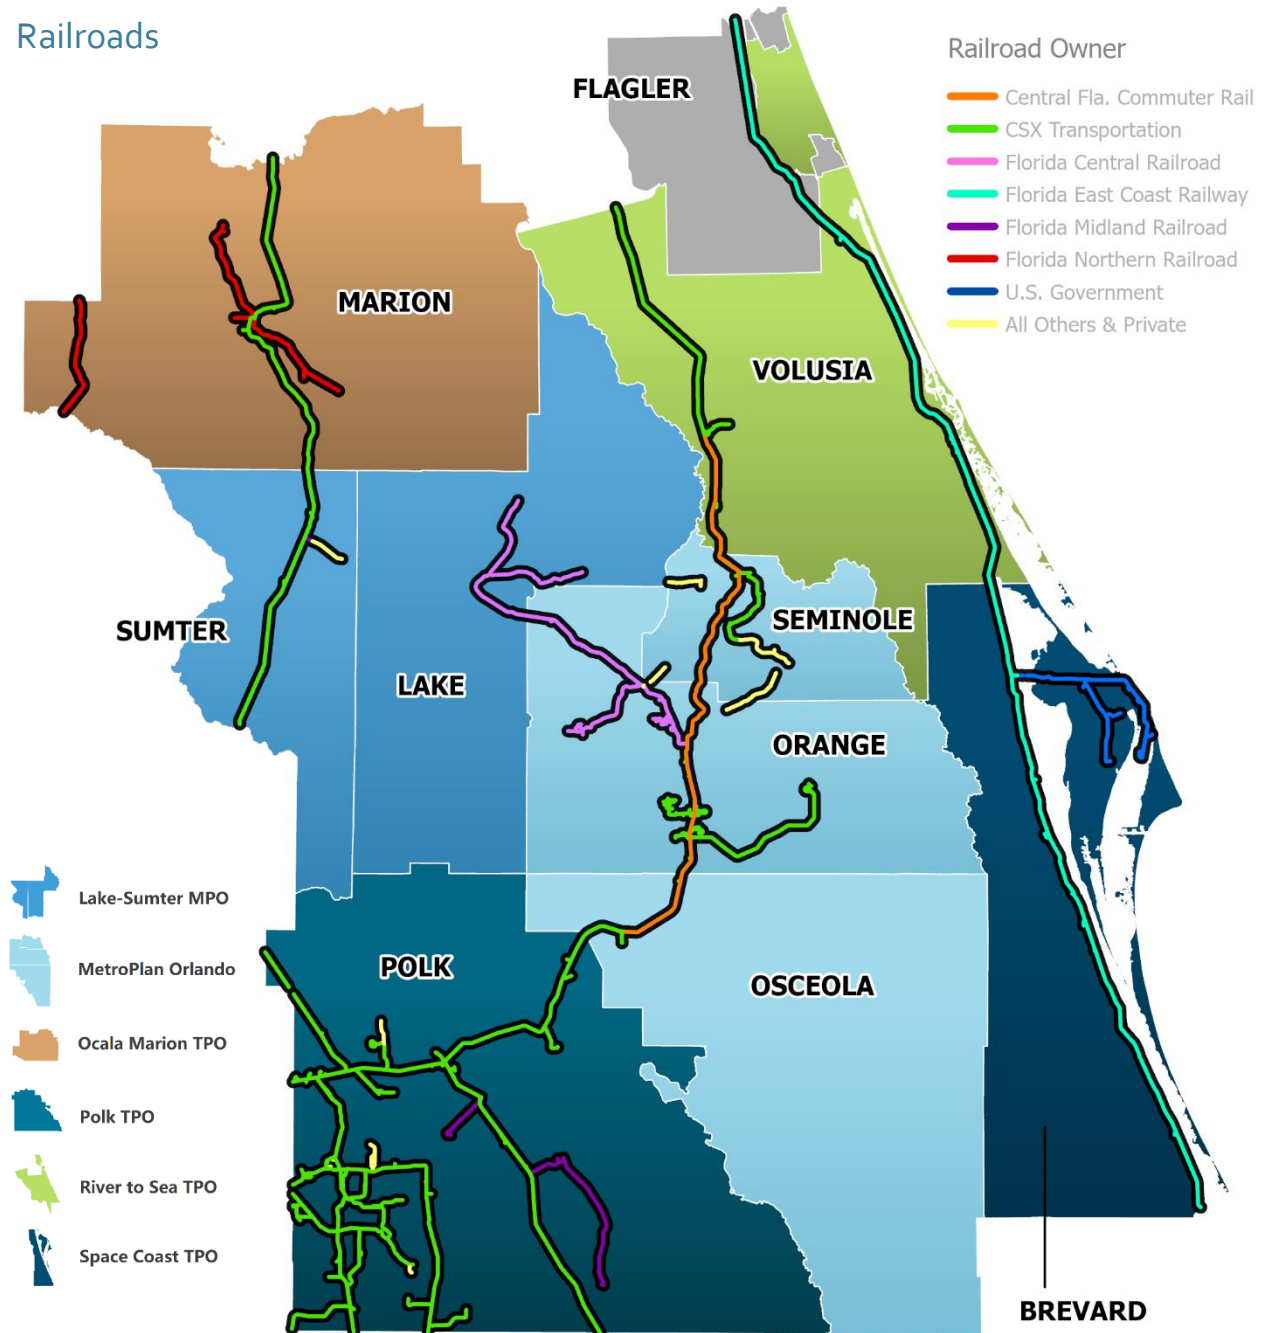 Railroads
Railroad Owner
Central Fla. Commuter Rail
CSX Transportation
Florida Central Railroad
Florida East Coast Railway
Florida Midland Railroad
Florida Northern Railroad
U.S. Government
All Others & Private
FLAGLER
MARION
VOLUSIA
SUMTER
SEMINOLE
LAKE
ORANGE
POLK
OSCEOLA
BREVARD
Lake-Sumter MPO
MetroPlan Orlando
Ocala Marion TPO
Polk TPO
River to Sea TPO
Space Coast TPO